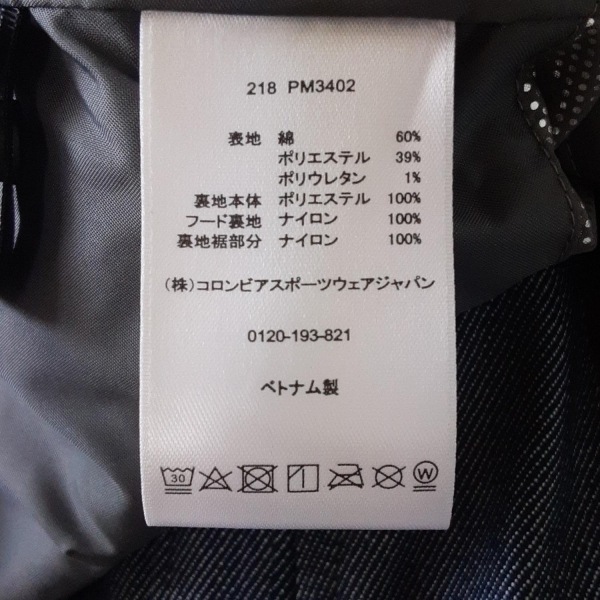 218 PM3402
表地 綿 60%
ポリエステル 39%
ポリウレタン 1%
裏地本体 ポリエステル 100%
フード裏地 ナイロン 100%
裏地裾部分 ナイロン 100%
(株)コロンビアスポーツウェアジャパン
0120-193-821
ベトナム製
30 W